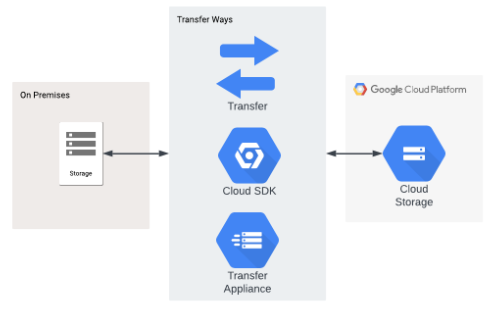 Transfer Ways
On Premises
Storage
Transfer
Cloud SDK
Transfer
Appliance
Google Cloud Platform
Cloud
Storage